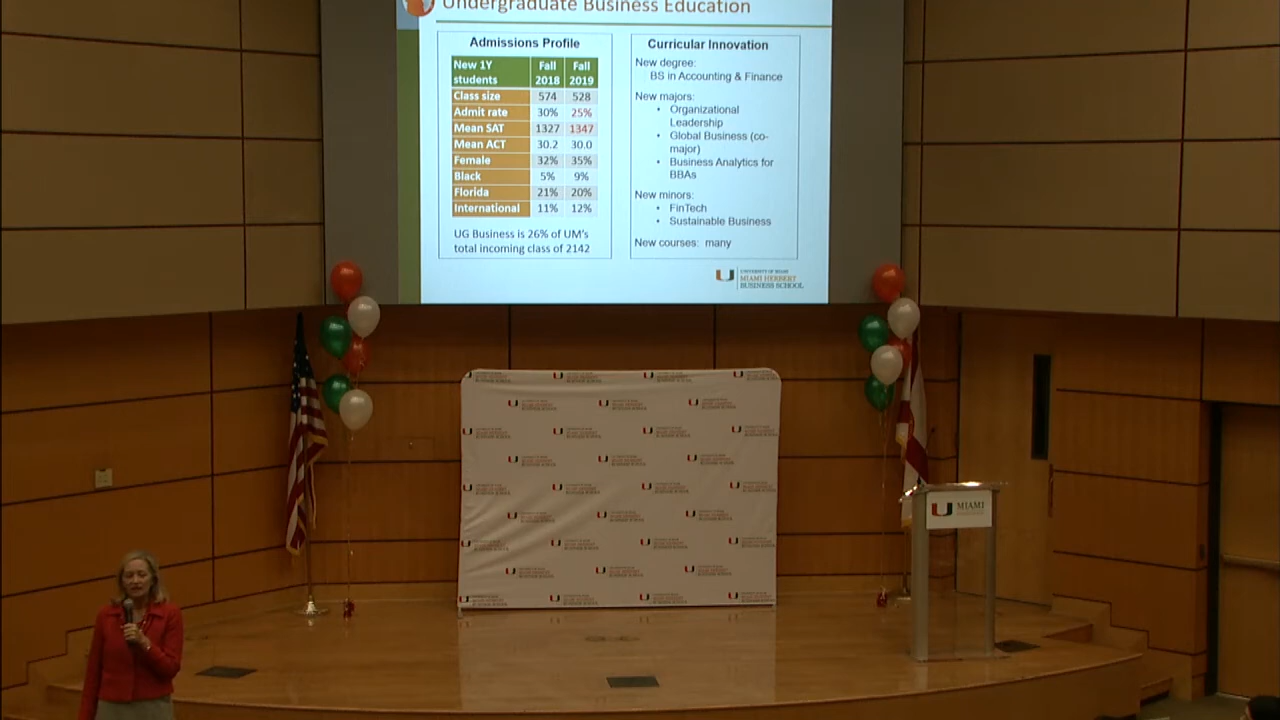 Undergraduate Business Education
Admissions Profile
New 1Y students Fall 2018 Fall 2019
Class size 574 528
Admit rate 30% 25%
Mean SAT 1327 1347
Mean ACT 30.2 30.0
Female 32% 35%
Black 5% 9%
Florida 21% 20%
International 11% 12%
UG Business is 26% of UM's
total incoming class of 2142
Curricular Innovation
New degree:
BS in Accounting & Finance
New majors:
• Organizational
Leadership
• Global Business (co-
major)
• Business Analytics for
BBAs
New minors:
• FinTech
• Sustainable Business
New courses: many
UNIVERSITY OF MIAMI
MIAMI HERBERT
BUSINESS SCHOOL
MIAMI